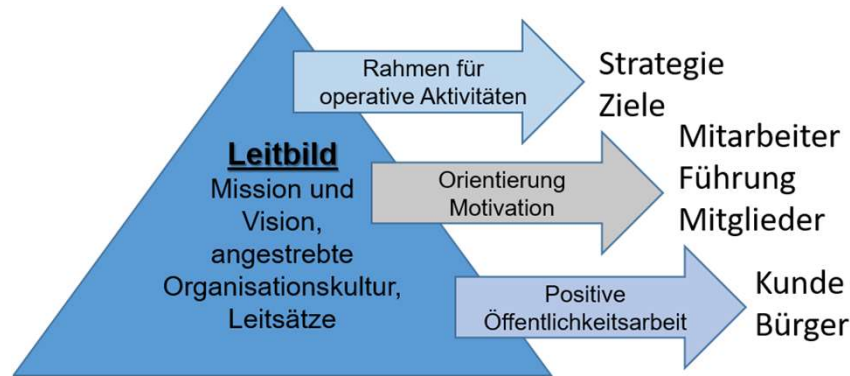 Rahmen für
operative Aktivitäten
Strategie
Ziele
Leitbild
Mission und
Vision,
angestrebte
Organisationskultur,
Leitsätze
Orientierung
Motivation
Mitarbeiter
Führung
Mitglieder
Positive
Öffentlichkeitsarbeit
Kunde
Bürger